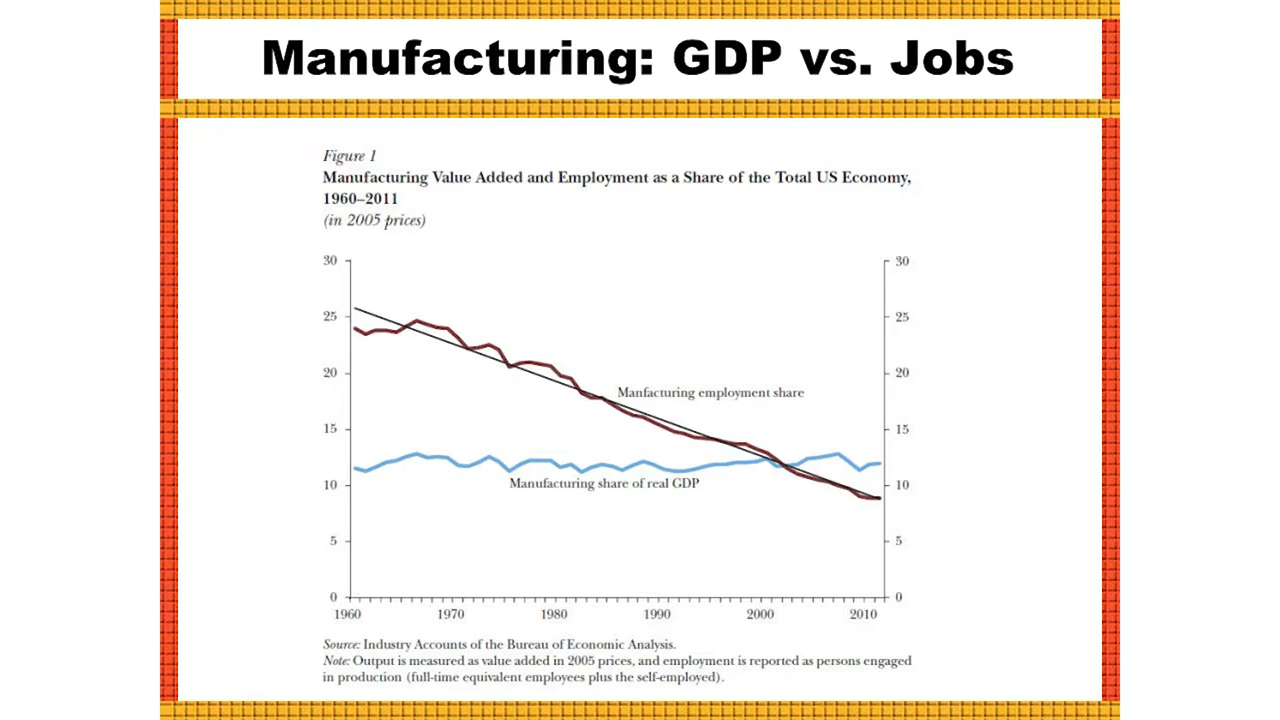 Manufacturing: GDP vs. Jobs
Figure 1
Manufacturing Value Added and Employment as a Share of the Total US Economy,
1960–2011
(in 2005 prices)
30 30
25 25
20 20
Manfacturing employment share
15 15
Manufacturing share of real GDP
10 10
5 5
0 0
1960 1970 1980 1990 2000 2010
Source: Industry Accounts of the Bureau of Economic Analysis.
Note: Output is measured as value added in 2005 prices, and employment is reported as persons engaged
in production (full-time equivalent employees plus the self-employed).